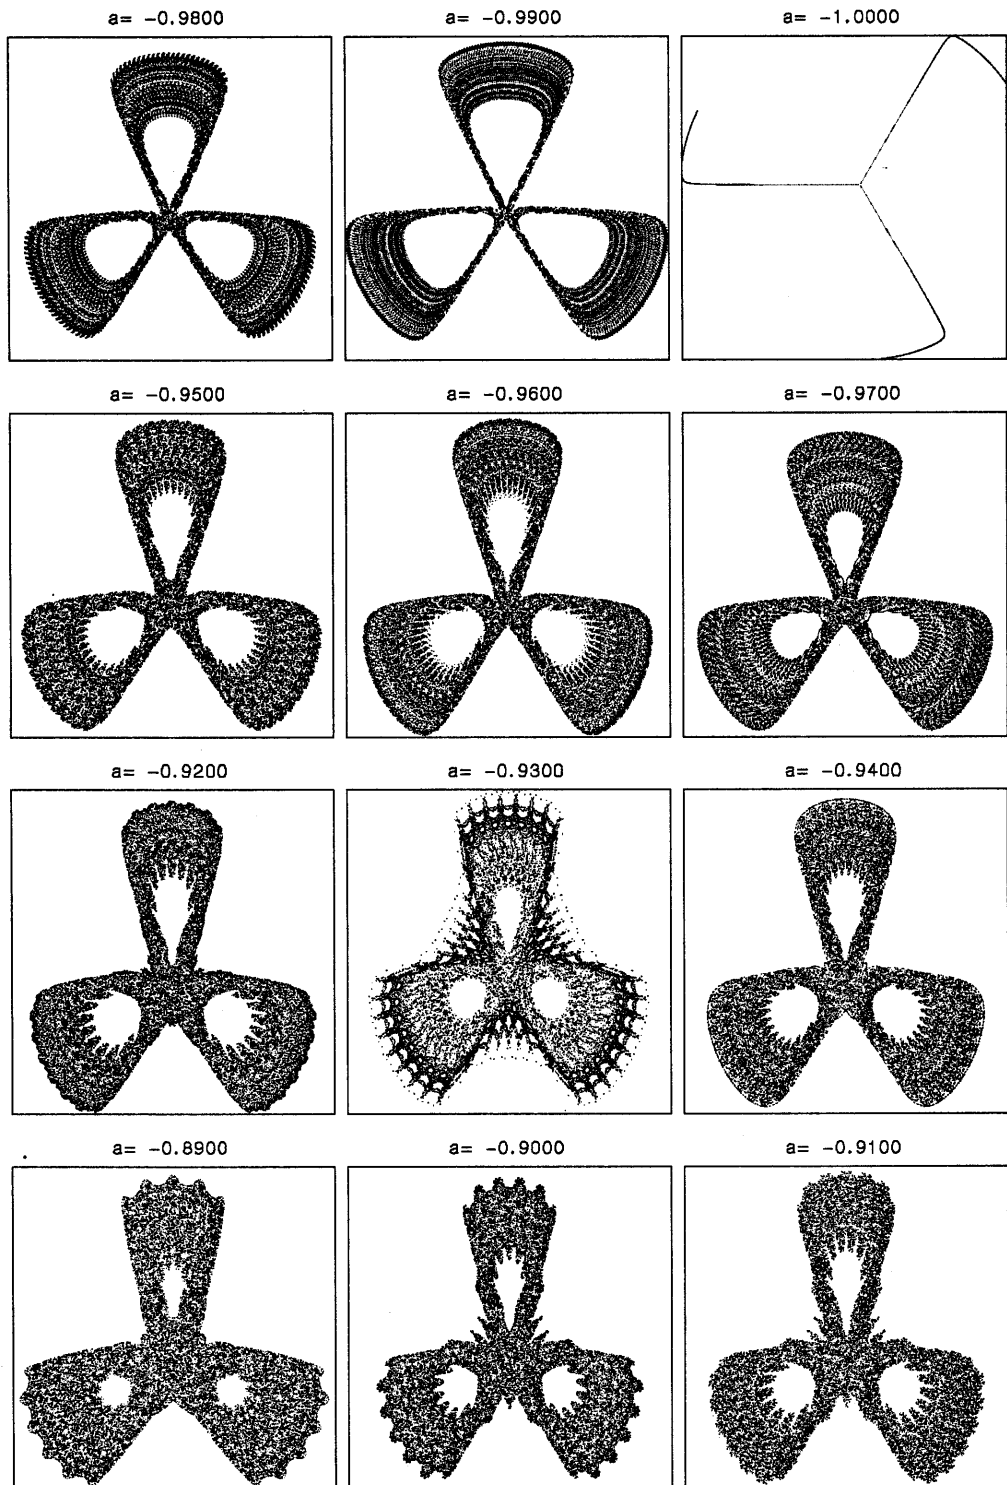 a= -0.9800
a= -0.9900
a= -1.0000
a= -0.9500
a= -0.9600
a= -0.9700
a= -0.9200
a= -0.9300
a= -0.9400
a= -0.8900
a= -0.9000
a= -0.9100